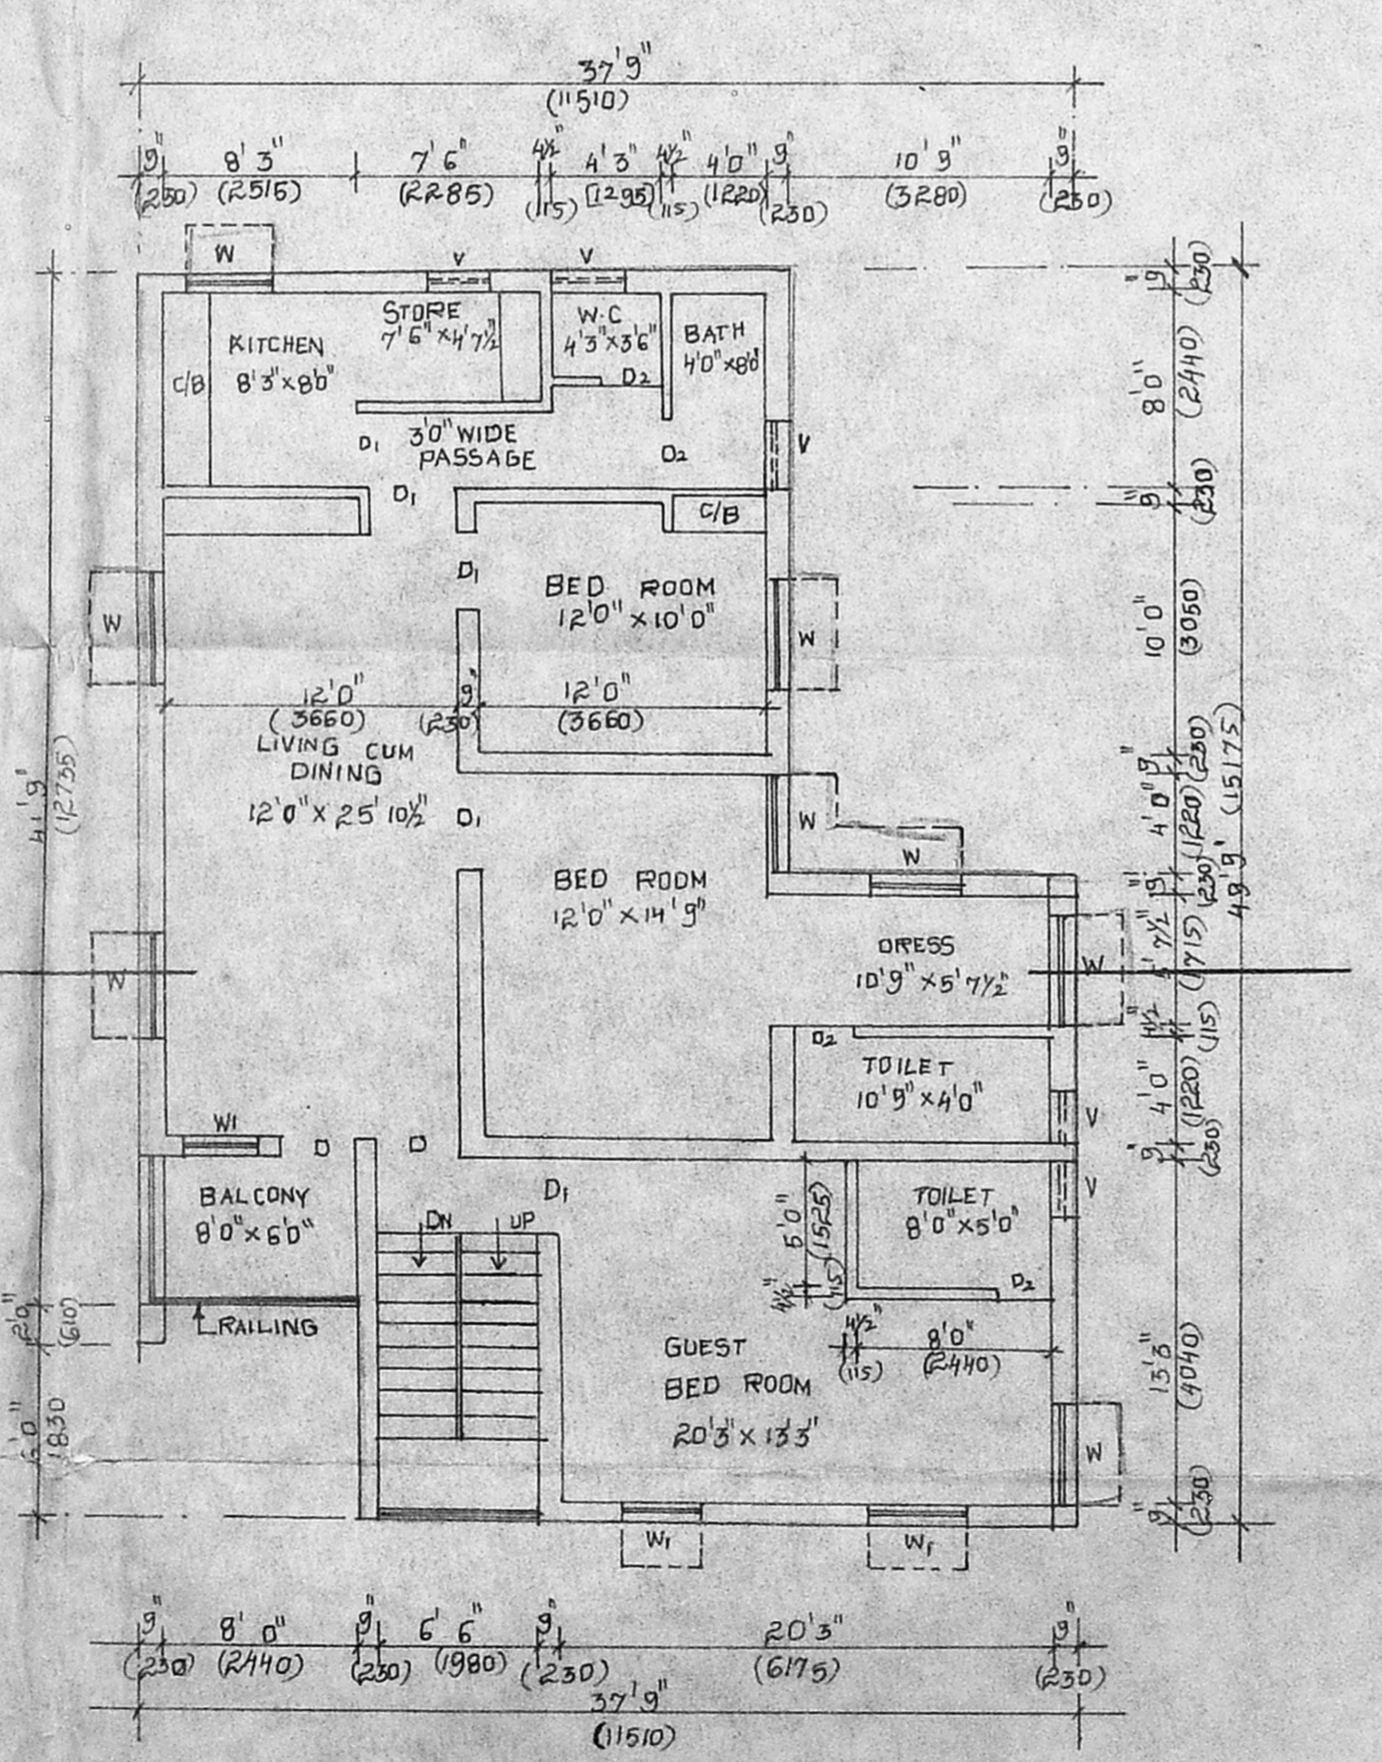 37'9"
(11510)
9" 8'3" 7'6" 4½" 4'3" 4½" 4'0" 9" 10'9" 9"
(230) (2515) (2285) (115) (1295) (115) (1220) (230) (3280) (230)
W V V
STORE
7'6"x4'7½"
W.C
4'3"x3'6"
D2
BATH
4'0"x8'0"
KITCHEN
8'3"x8'0"
C/B
V
D1
3'0" WIDE
PASSAGE
D2
D1
C/B
D1
BED ROOM
12'0"x10'0"
W
W
12'0" 9" 12'0"
(3660) (230) (3660)
LIVING CUM
DINING
12'0"x25'10½"
D1
W
W
BED ROOM
12'0"x14'9"
DRESS
10'9"x5'7½"
W
W
D2
TOILET
10'9"x4'0"
V
W1
D
D
BALCONY
8'0"x6'0"
D1
DN
UP
5'0"
(1525)
4½"
(115)
TOILET
8'0"x5'0"
V
D2
RAILING
4½" 8'0"
(115) (2440)
GUEST
BED ROOM
20'3"x13'3"
W
W1
W1
41'9"
(12735)
2'0"
(610)
6'0"
1830
9" (230)
8'0" (2440)
9" (230)
10'0" (3050)
9" (230)
4'0" (1220)
9" (230)
5'7½" (1715)
4½" (115)
4'0" (1220)
9" (230)
13'3" (4040)
9" (230)
49'9" (15175)
9" 8'0" 9" 6'6" 9" 20'3" 9"
(230) (2440) (230) (1980) (230) (6175) (230)
37'9"
(11510)